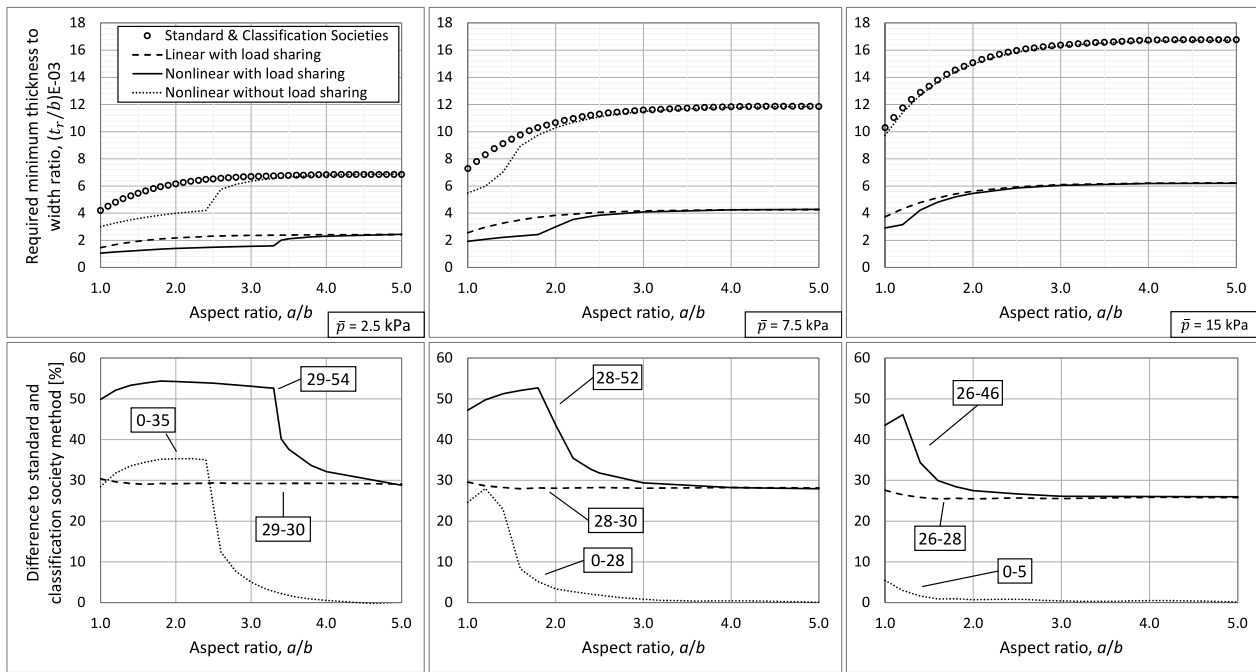 Required minimum thickness to
width ratio, (t_r/b)E-03
18
16
14
12
10
8
6
4
2
0
Standard & Classification Societies
Linear with load sharing
Nonlinear with load sharing
Nonlinear without load sharing
1.0 2.0 3.0 4.0 5.0
Aspect ratio, a/b
p̄ = 2.5 kPa
18
16
14
12
10
8
6
4
2
0
1.0 2.0 3.0 4.0 5.0
Aspect ratio, a/b
p̄ = 7.5 kPa
18
16
14
12
10
8
6
4
2
0
1.0 2.0 3.0 4.0 5.0
Aspect ratio, a/b
p̄ = 15 kPa
Difference to standard and
classification society method [%]
60
50
40
30
20
10
0
29-54
0-35
29-30
1.0 2.0 3.0 4.0 5.0
Aspect ratio, a/b
60
50
40
30
20
10
0
28-52
28-30
0-28
1.0 2.0 3.0 4.0 5.0
Aspect ratio, a/b
60
50
40
30
20
10
0
26-46
26-28
0-5
1.0 2.0 3.0 4.0 5.0
Aspect ratio, a/b